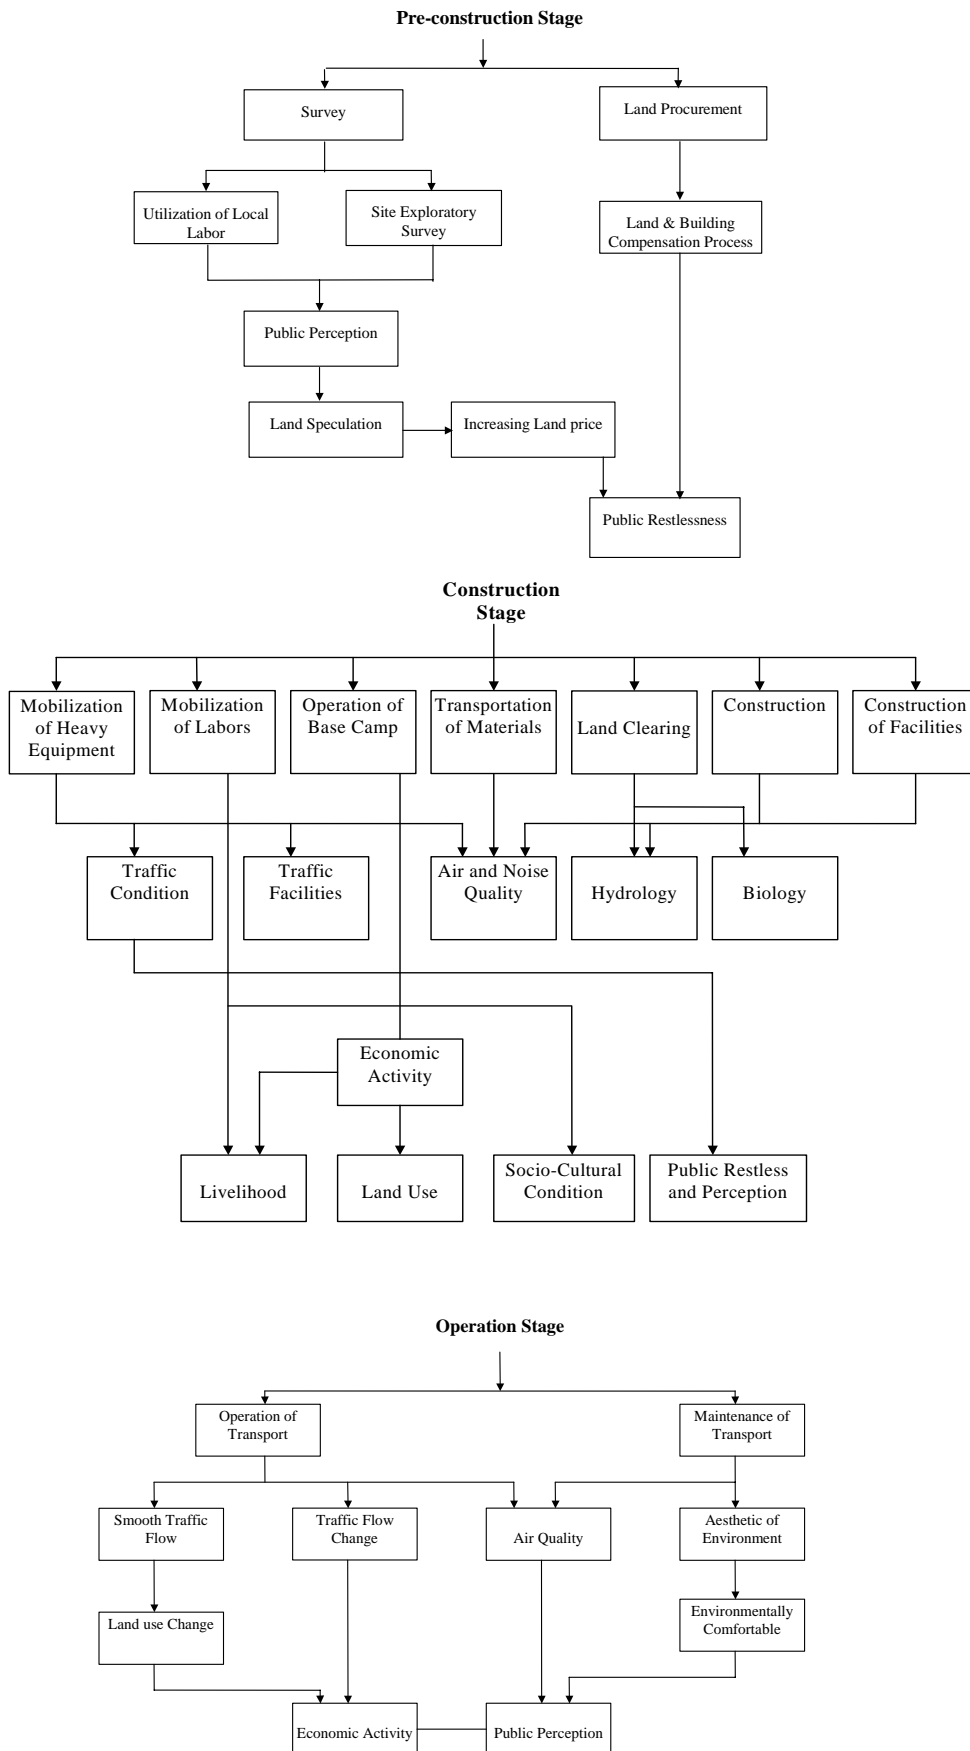 Pre-construction Stage
Survey
Land Procurement
Utilization of Local
Labor
Site Exploratory
Survey
Land & Building
Compensation Process
Public Perception
Land Speculation
Increasing Land price
Public Restlessness
Construction
Stage
Mobilization
of Heavy
Equipment
Mobilization
of Labors
Operation of
Base Camp
Transportation
of Materials
Land Clearing
Construction
Construction
of Facilities
Traffic
Condition
Traffic
Facilities
Air and Noise
Quality
Hydrology
Biology
Economic
Activity
Livelihood
Land Use
Socio-Cultural
Condition
Public Restless
and Perception
Operation Stage
Operation of
Transport
Maintenance of
Transport
Smooth Traffic
Flow
Traffic Flow
Change
Air Quality
Aesthetic of
Environment
Land use Change
Environmentally
Comfortable
Economic Activity
Public Perception